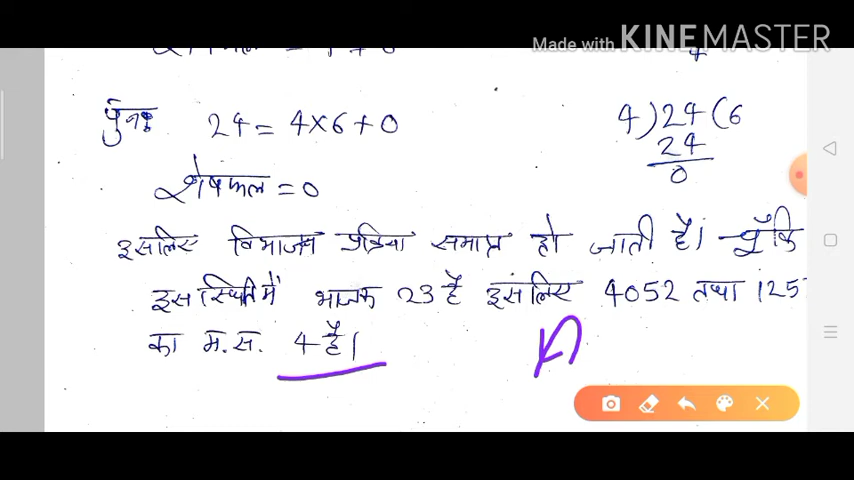 Made with KINEMASTER
पुनः 24 = 4×6+0
4)24(6
24
0
शेषफल = 0
इसलिए विभाजन प्रक्रिया समाप्त हो जाती है। चूँकि
इस स्थिति में भाजक 23 है इसलिए 4052 तथा 1257
का म.स. 4 है।